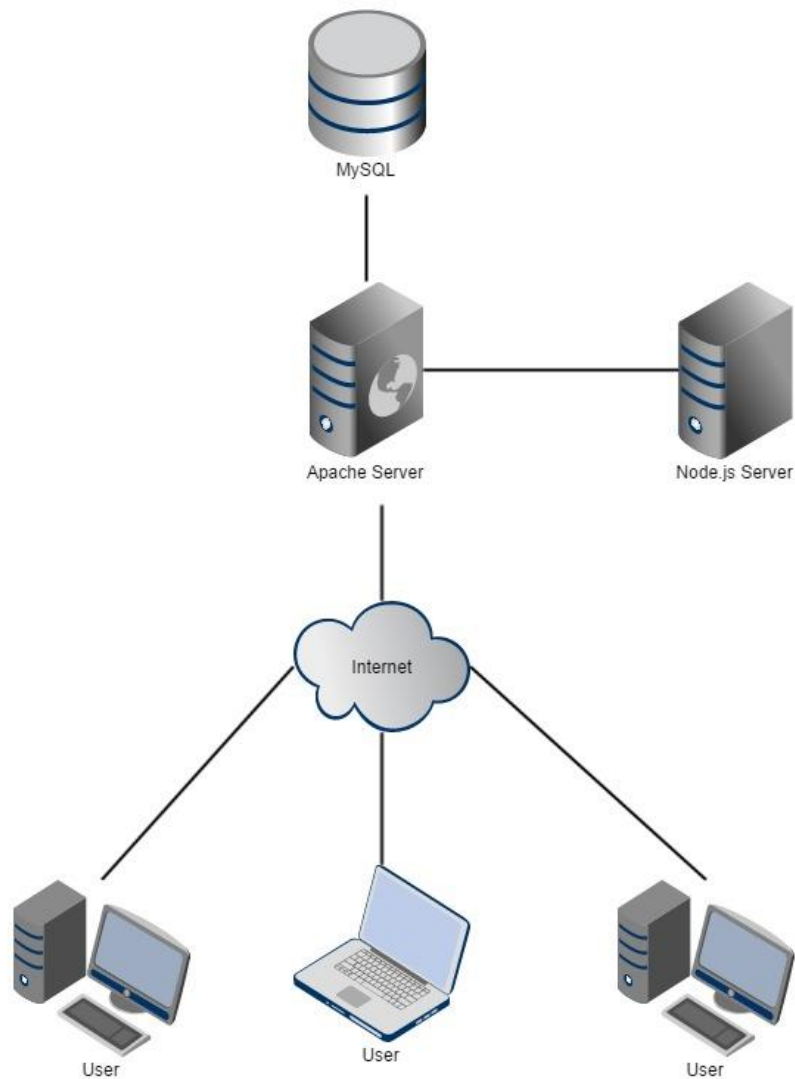 MySQL
Apache Server
Node.js Server
Internet
User
User
User